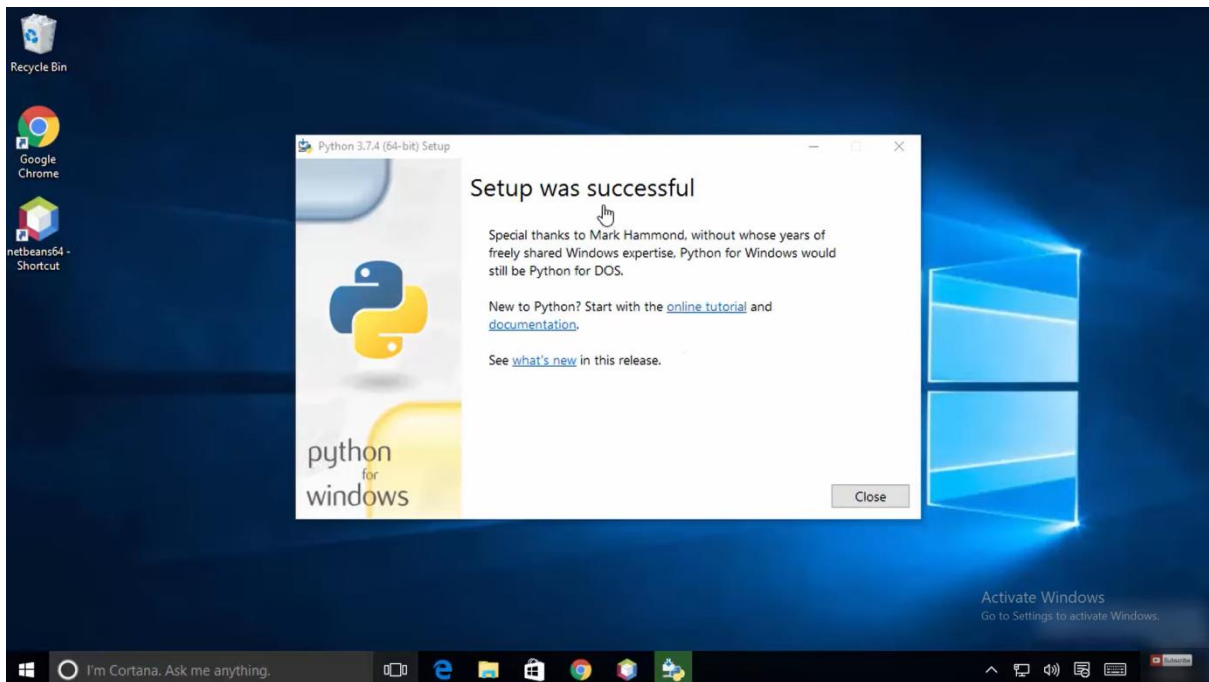 Recycle Bin
Google
Chrome
netbeans64 -
Shortcut
Python 3.7.4 (64-bit) Setup
Setup was successful
Special thanks to Mark Hammond, without whose years of
freely shared Windows expertise, Python for Windows would
still be Python for DOS.
New to Python? Start with the online tutorial and
documentation.
See what's new in this release.
python
for
windows
Close
Activate Windows
Go to Settings to activate Windows.
I'm Cortana. Ask me anything.
Subscribe